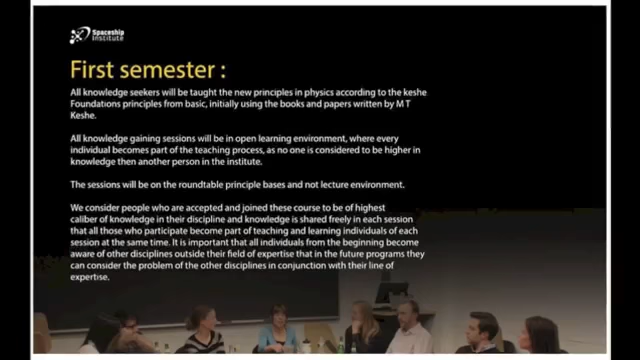 Spaceship
Institute
First semester :
All knowledge seekers will be taught the new principles in physics according to the keshe
Foundations principles from basic, initially using the books and papers written by M T
Keshe.
All knowledge gaining sessions will be in open learning environment, where every
individual becomes part of the teaching process, as no one is considered to be higher in
knowledge then another person in the institute.
The sessions will be on the roundtable principle bases and not lecture environment.
We consider people who are accepted and joined these course to be of highest
caliber of knowledge in their discipline and knowledge is shared freely in each session
that all those who participate become part of teaching and learning individuals of each
session at the same time. It is important that all individuals from the beginning become
aware of other disciplines outside their field of expertise that in the future programs they
can consider the problem of the other disciplines in conjunction with their line of
expertise.